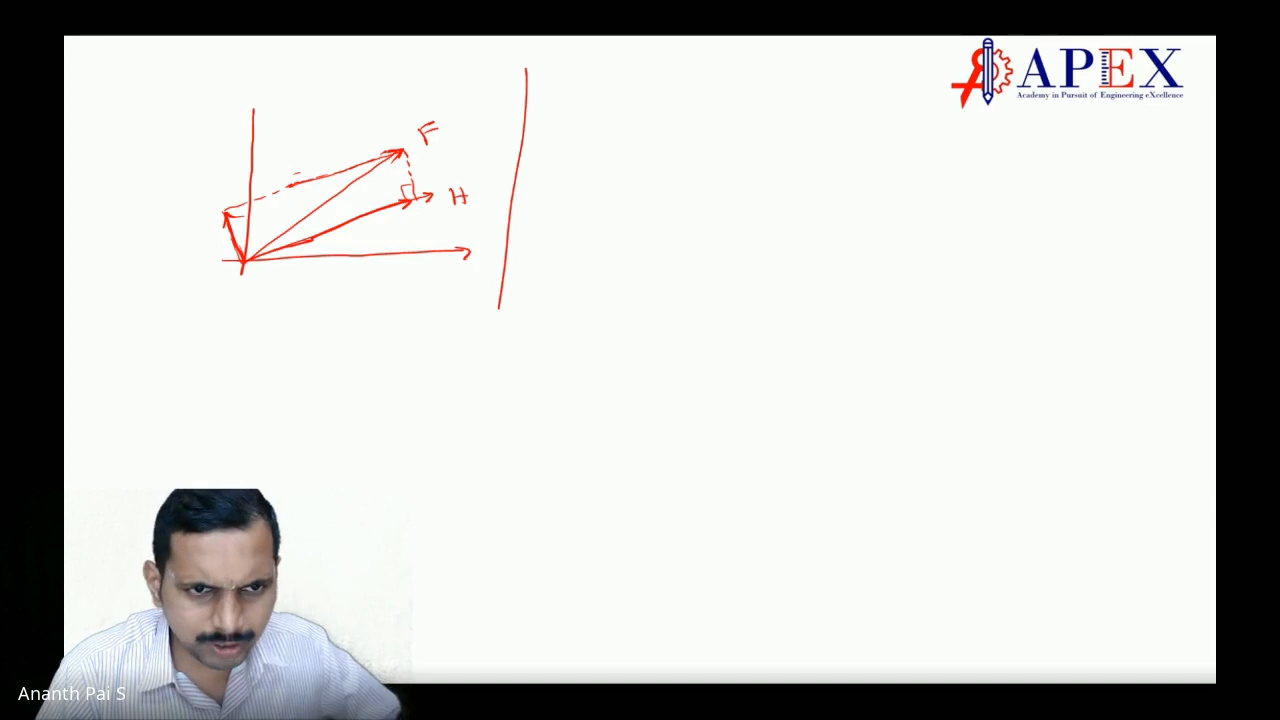 APEX
Academy in Pursuit of Engineering eXcellence
F
H
Ananth Pai S